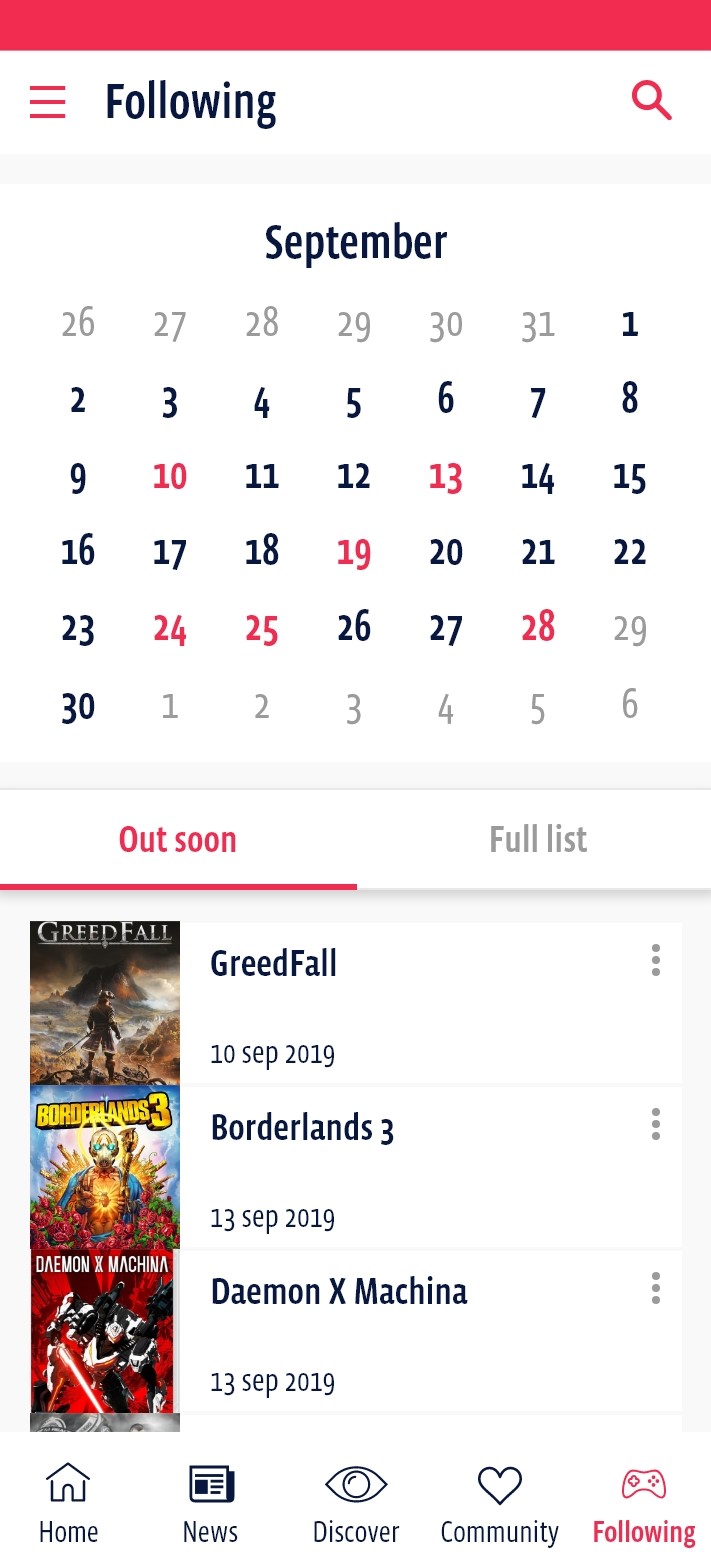 Following
September
26 27 28 29 30 31 1
2 3 4 5 6 7 8
9 10 11 12 13 14 15
16 17 18 19 20 21 22
23 24 25 26 27 28 29
30 1 2 3 4 5 6
Out soon Full list
GREEDFALL
GreedFall
10 sep 2019
BORDERLANDS 3
Borderlands 3
13 sep 2019
DAEMON X MACHINA
Daemon X Machina
13 sep 2019
Home News Discover Community Following